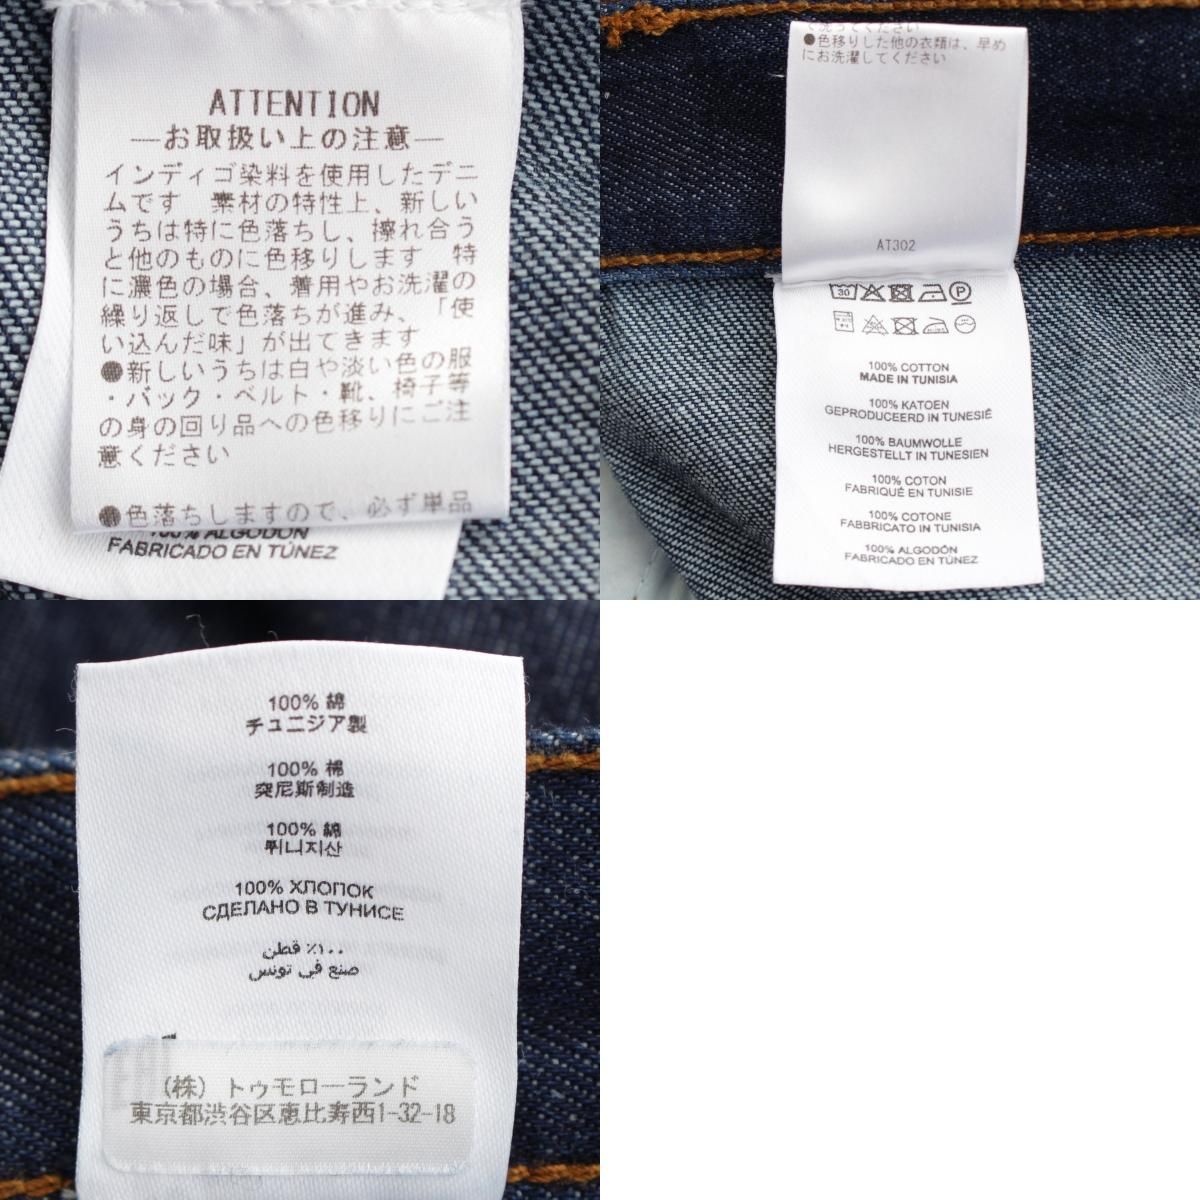 ATTENTION
—お取扱い上の注意—
インディゴ染料を使用したデニ
ムです　素材の特性上、新しい
うちは特に色落ちし、擦れ合う
と他のものに色移りします　特
に濃色の場合、着用やお洗濯の
繰り返しで色落ちが進み、「使
い込んだ味」が出てきます
●新しいうちは白や淡い色の服
・バック・ベルト・靴、椅子等
の身の回り品への色移りにご注
意ください
●色落ちしますので、必ず単品
100% ALGODÓN
FABRICADO EN TÚNEZ
で洗ってください
●色移りした他の衣類は、早め
にお洗濯してください
AT302
30
P
100% COTTON
MADE IN TUNISIA
100% KATOEN
GEPRODUCEERD IN TUNESIË
100% BAUMWOLLE
HERGESTELLT IN TUNESIEN
100% COTON
FABRIQUÉ EN TUNISIE
100% COTONE
FABBRICATO IN TUNISIA
100% ALGODÓN
FABRICADO EN TÚNEZ
100% 綿
チュニジア製
100% 棉
突尼斯制造
100% 綿
튀니지산
100% ХЛОПОК
СДЕЛАНО В ТУНИСЕ
١٠٠٪ قطن
صنع في تونس
(株) トゥモローランド
東京都渋谷区恵比寿西1-32-18